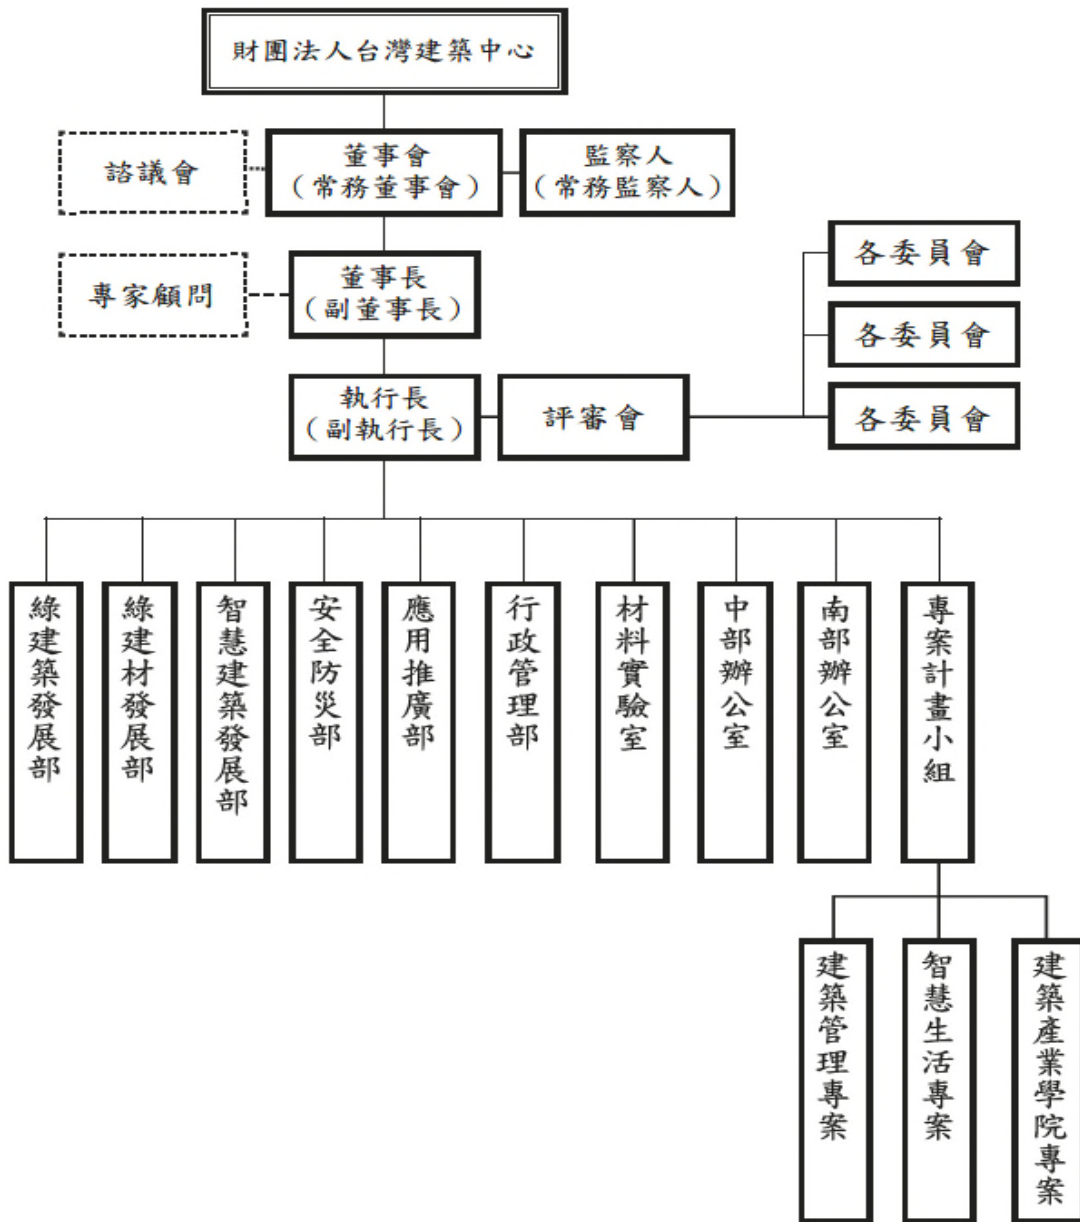 財團法人台灣建築中心
諮議會
董事會
（常務董事會）
監察人
（常務監察人）
專家顧問
董事長
（副董事長）
各委員會
各委員會
各委員會
執行長
（副執行長）
評審會
綠建築發展部
綠建材發展部
智慧建築發展部
安全防災部
應用推廣部
行政管理部
材料實驗室
中部辦公室
南部辦公室
專案計畫小組
建築管理專案
智慧生活專案
建築產業學院專案